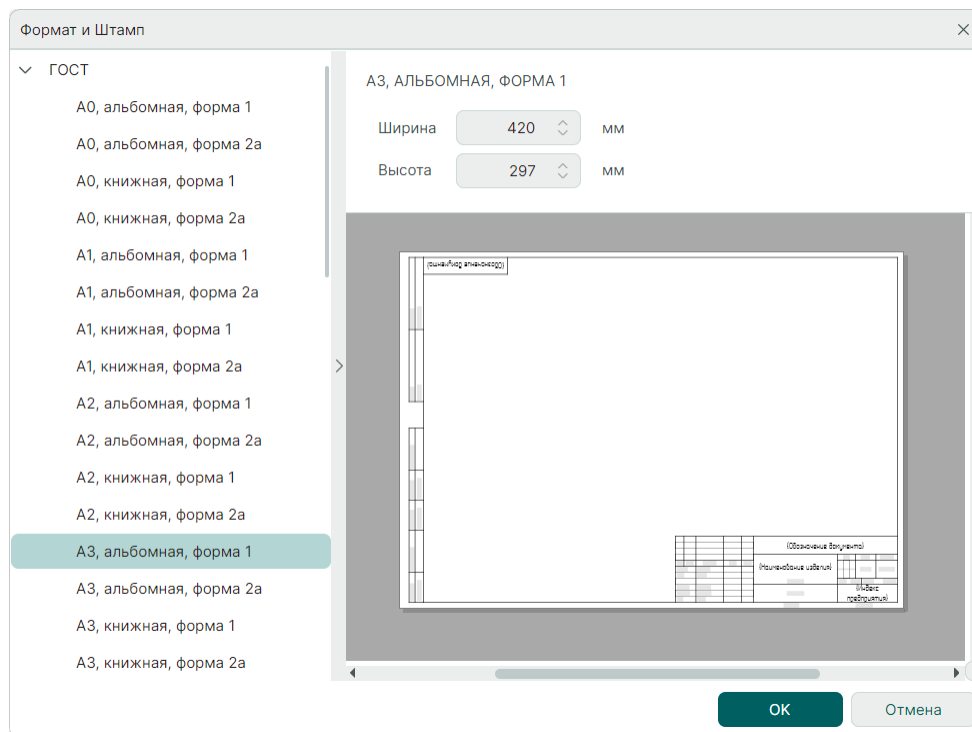 Формат и Штамп
ГОСТ
А0, альбомная, форма 1
А0, альбомная, форма 2а
А0, книжная, форма 1
А0, книжная, форма 2а
А1, альбомная, форма 1
А1, альбомная, форма 2а
А1, книжная, форма 1
А1, книжная, форма 2а
А2, альбомная, форма 1
А2, альбомная, форма 2а
А2, книжная, форма 1
А2, книжная, форма 2а
А3, альбомная, форма 1
А3, альбомная, форма 2а
А3, книжная, форма 1
А3, книжная, форма 2а
А3, АЛЬБОМНАЯ, ФОРМА 1
Ширина 420 мм
Высота 297 мм
(Обозначение документа)
(Обозначение документа)
(Наименование изделия)
(Индекс
предприятия)
ОК
Отмена